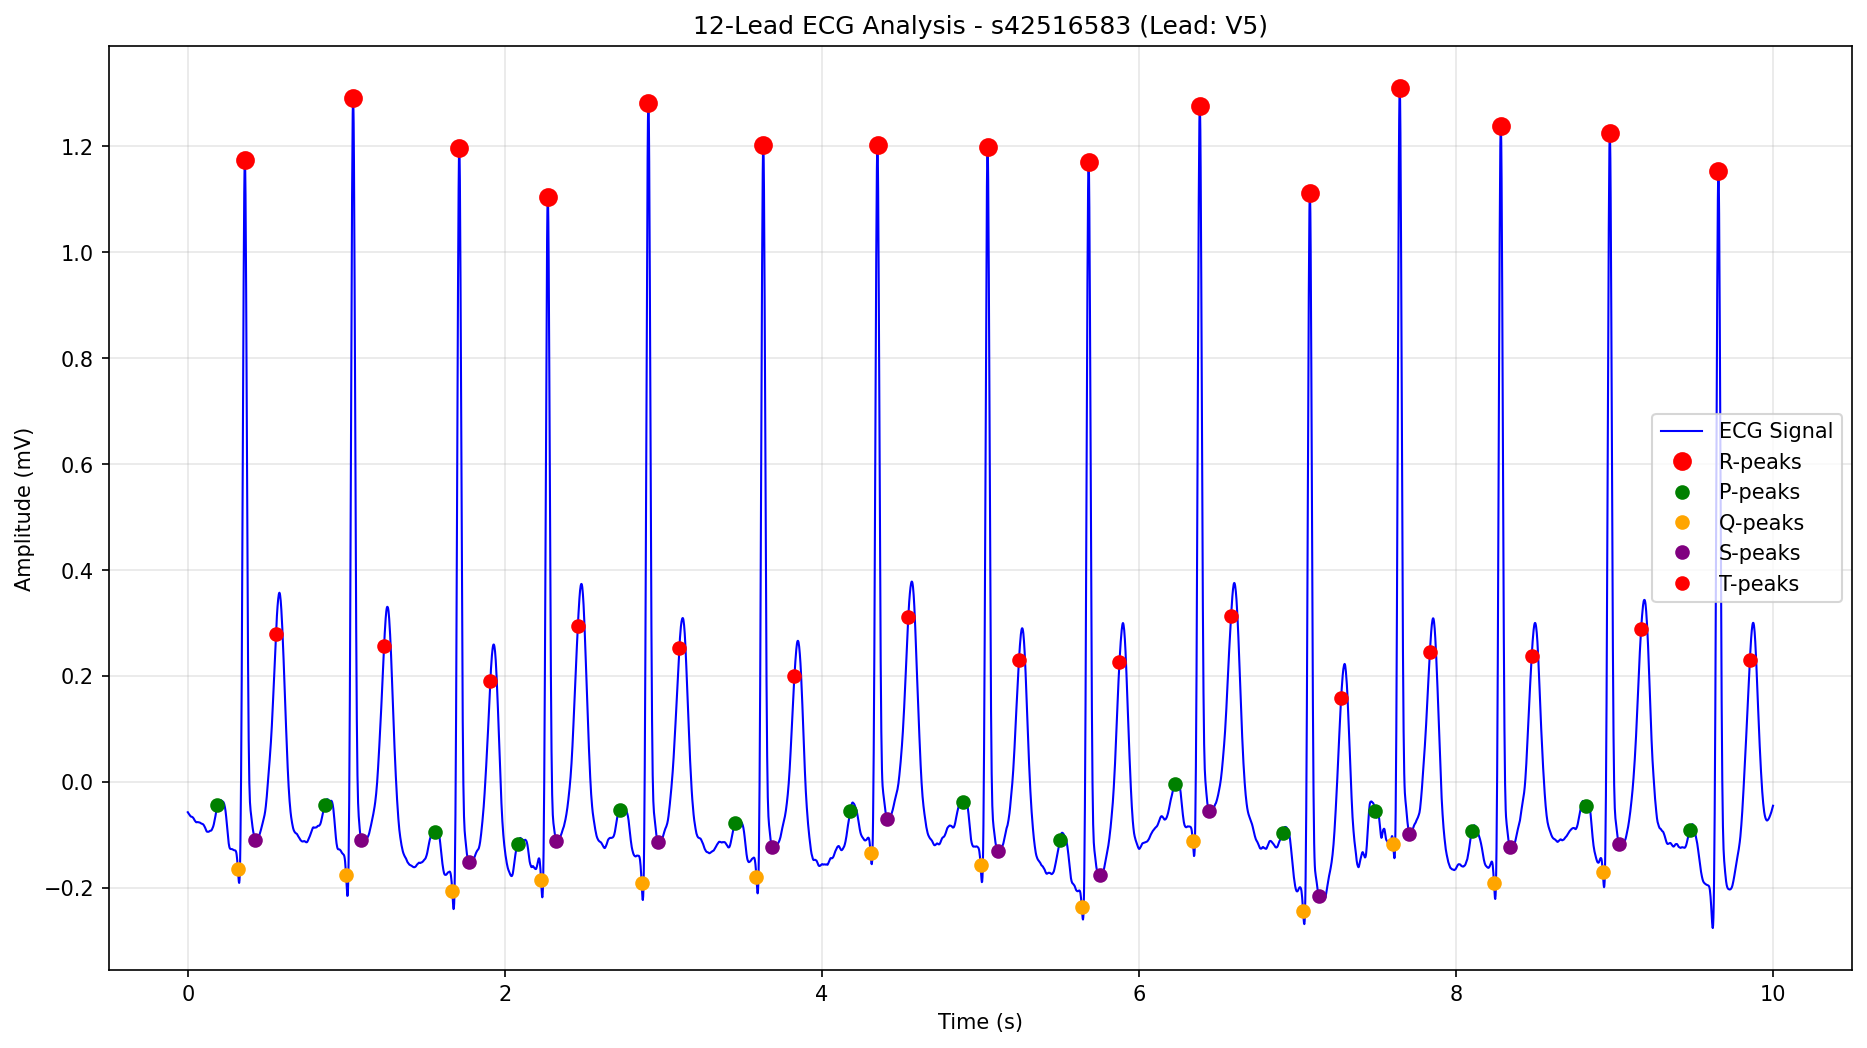 12-Lead ECG Analysis - s42516583 (Lead: V5)
Amplitude (mV)
1.2
1.0
0.8
0.6
0.4
0.2
0.0
−0.2
ECG Signal
R-peaks
P-peaks
Q-peaks
S-peaks
T-peaks
0 2 4 6 8 10
Time (s)